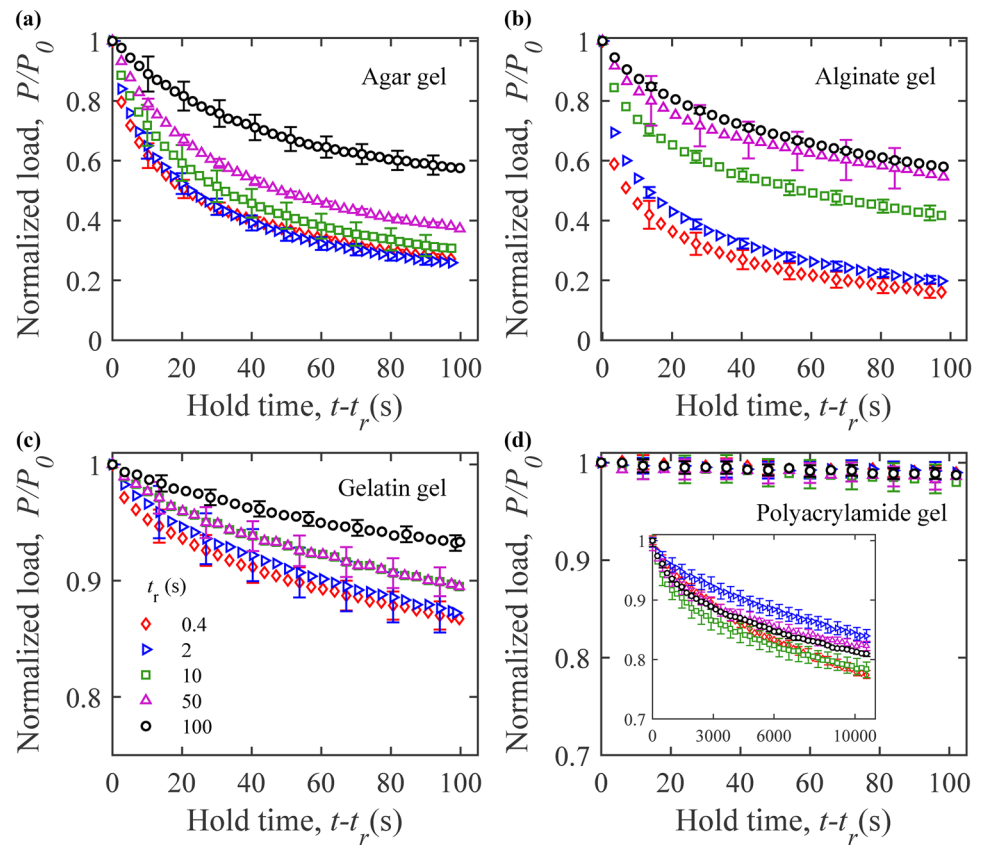 (a)
Normalized load, P/P0
1
0.8
0.6
0.4
0.2
0
Agar gel
0 20 40 60 80 100
Hold time, t-tr(s)
(b)
Normalized load, P/P0
1
0.8
0.6
0.4
0.2
0
Alginate gel
0 20 40 60 80 100
Hold time, t-tr(s)
(c)
Normalized load, P/P0
1
0.9
0.8
Gelatin gel
tr (s)
0.4
2
10
50
100
0 20 40 60 80 100
Hold time, t-tr(s)
(d)
Normalized load, P/P0
1
0.9
0.8
0.7
Polyacrylamide gel
1
0.9
0.8
0.7
0 3000 6000 10000
0 20 40 60 80 100
Hold time, t-tr(s)